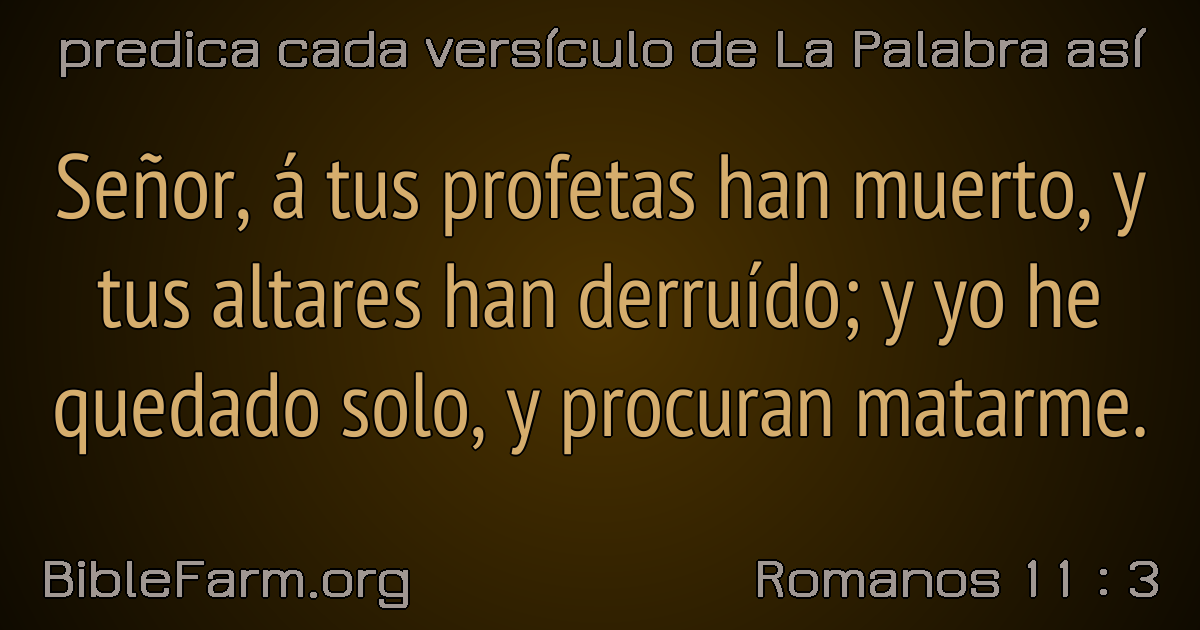 predica cada versículo de La Palabra así
Señor, á tus profetas han muerto, y
tus altares han derruído; y yo he
quedado solo, y procuran matarme.
BibleFarm.org
Romanos 11 : 3